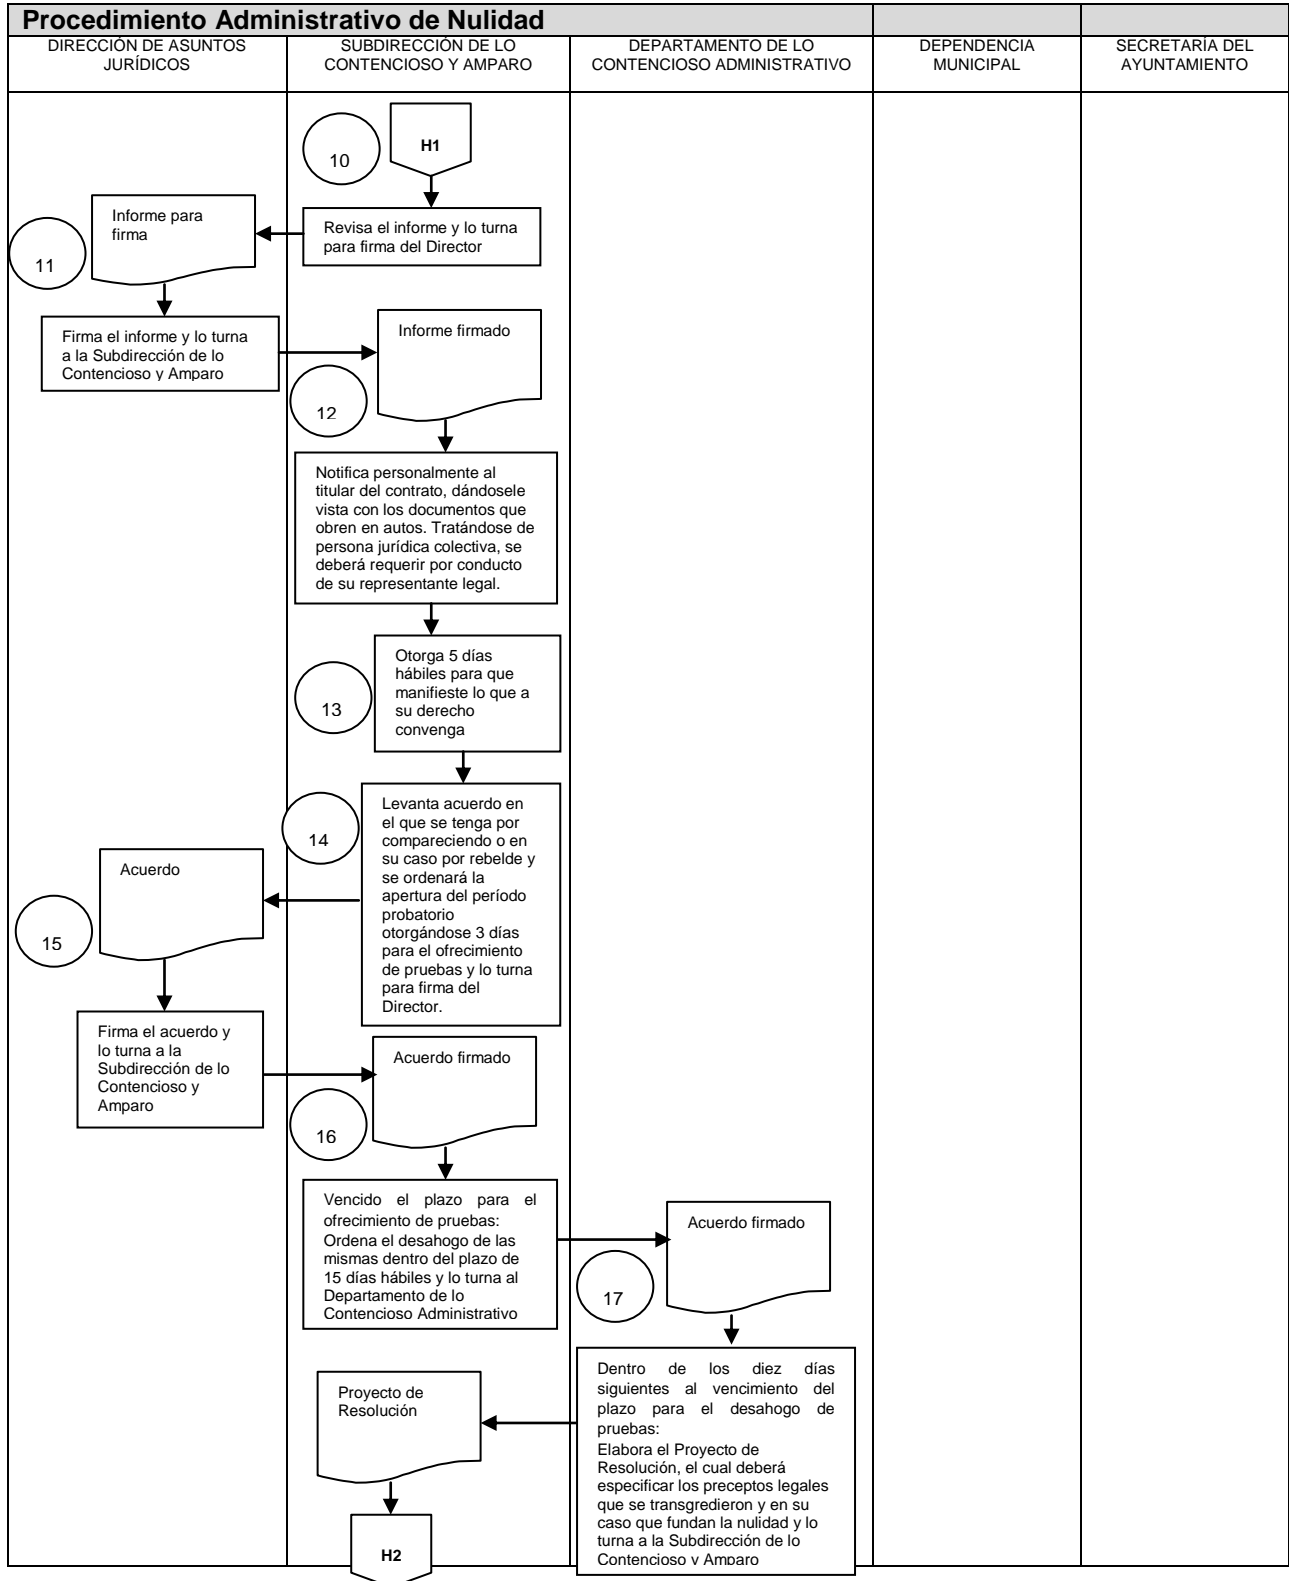 Procedimiento Administrativo de Nulidad
DIRECCIÓN DE ASUNTOS
JURÍDICOS
SUBDIRECCIÓN DE LO
CONTENCIOSO Y AMPARO
DEPARTAMENTO DE LO
CONTENCIOSO ADMINISTRATIVO
DEPENDENCIA
MUNICIPAL
SECRETARÍA DEL
AYUNTAMIENTO
10
H1
Revisa el informe y lo turna
para firma del Director
11
Informe para
firma
Firma el informe y lo turna
a la Subdirección de lo
Contencioso y Amparo
12
Informe firmado
Notifica personalmente al
titular del contrato, dándosele
vista con los documentos que
obren en autos. Tratándose de
persona jurídica colectiva, se
deberá requerir por conducto
de su representante legal.
13
Otorga 5 días
hábiles para que
manifieste lo que a
su derecho
convenga
14
Levanta acuerdo en
el que se tenga por
compareciendo o en
su caso por rebelde y
se ordenará la
apertura del período
probatorio
otorgándose 3 días
para el ofrecimiento
de pruebas y lo turna
para firma del
Director.
15
Acuerdo
Firma el acuerdo y
lo turna a la
Subdirección de lo
Contencioso y
Amparo
16
Acuerdo firmado
Vencido el plazo para el
ofrecimiento de pruebas:
Ordena el desahogo de las
mismas dentro del plazo de
15 días hábiles y lo turna al
Departamento de lo
Contencioso Administrativo
17
Acuerdo firmado
Dentro de los diez días
siguientes al vencimiento del
plazo para el desahogo de
pruebas:
Elabora el Proyecto de
Resolución, el cual deberá
especificar los preceptos legales
que se transgredieron y en su
caso que fundan la nulidad y lo
turna a la Subdirección de lo
Contencioso y Amparo
Proyecto de
Resolución
H2